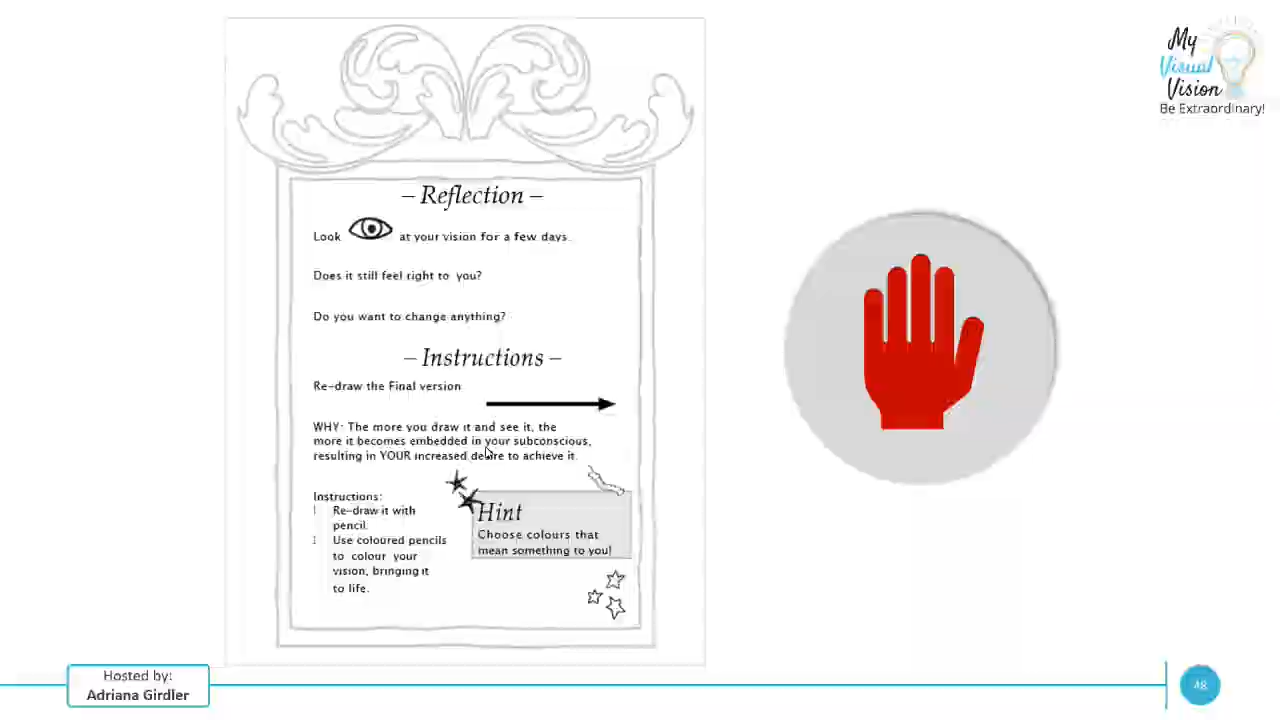 My
Visual
Vision
Be Extraordinary!
– Reflection –
Look at your vision for a few days.
Does it still feel right to you?
Do you want to change anything?
– Instructions –
Re-draw the Final version
WHY: The more you draw it and see it, the
more it becomes embedded in your subconscious,
resulting in YOUR increased desire to achieve it.
Instructions:
Re-draw it with
pencil.
Use coloured pencils
to colour your
vision, bringing it
to life.
Hint
Choose colours that
mean something to you!
Hosted by:
Adriana Girdler
48